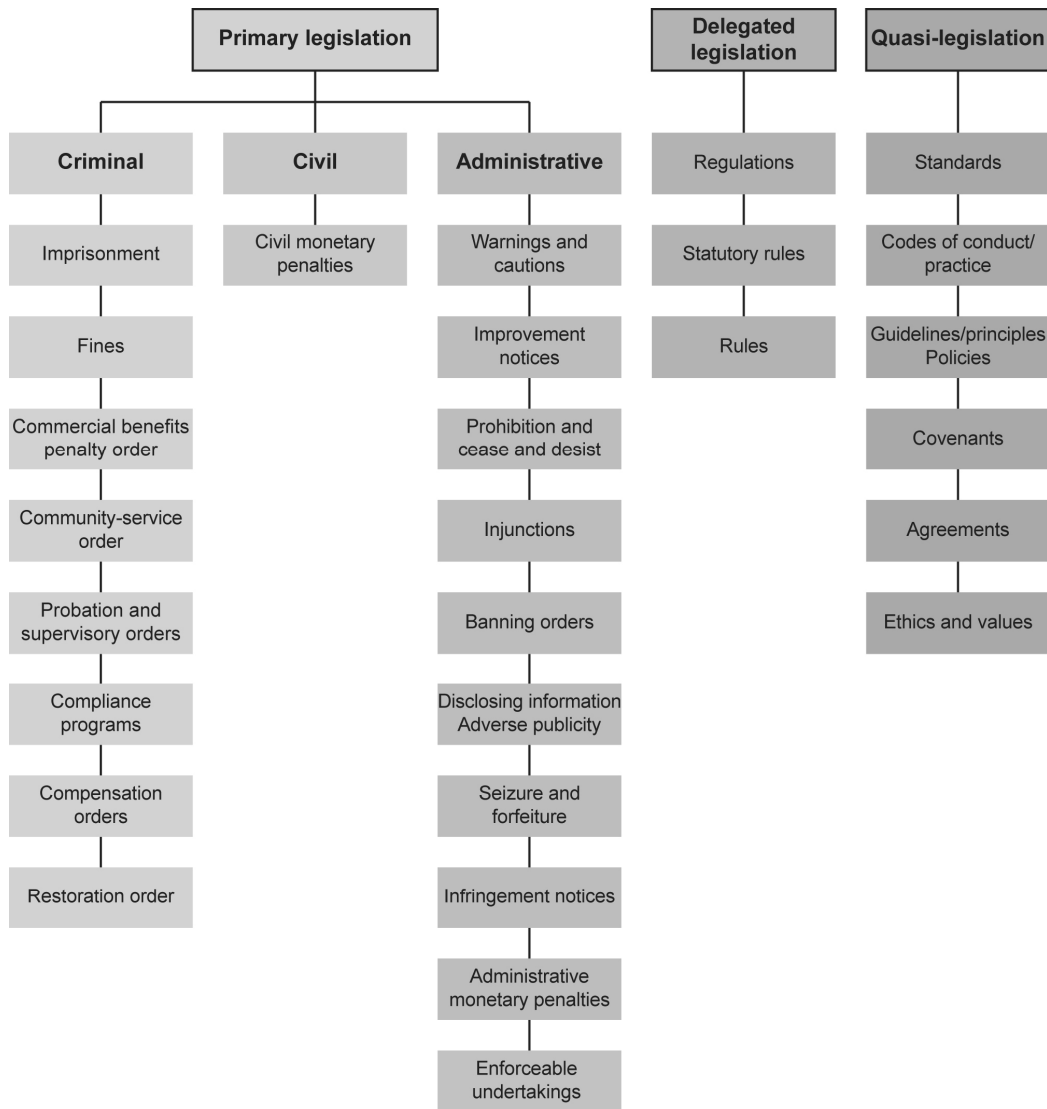 Primary legislation
Delegated
legislation
Quasi-legislation
Criminal
Civil
Administrative
Regulations
Standards
Imprisonment
Civil monetary
penalties
Warnings and
cautions
Statutory rules
Codes of conduct/
practice
Fines
Improvement
notices
Rules
Guidelines/principles
Policies
Commercial benefits
penalty order
Prohibition and
cease and desist
Covenants
Community-service
order
Injunctions
Agreements
Probation and
supervisory orders
Banning orders
Ethics and values
Compliance
programs
Disclosing information
Adverse publicity
Compensation
orders
Seizure and
forfeiture
Restoration order
Infringement notices
Administrative
monetary penalties
Enforceable
undertakings